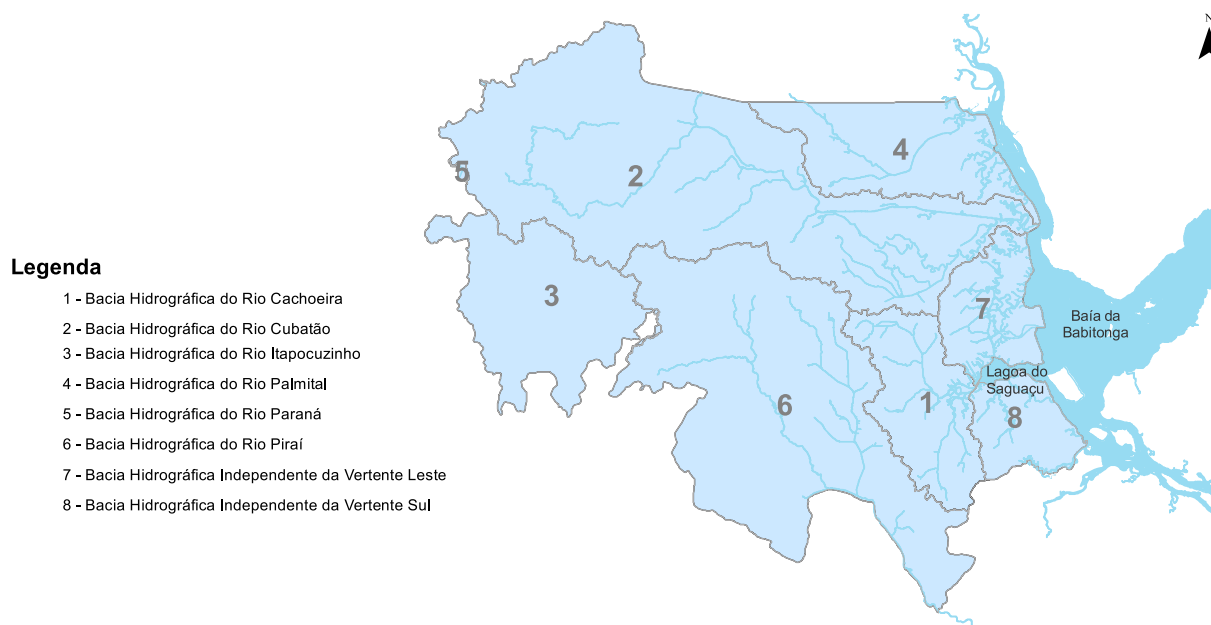 N
4
5
2
3
7
Baía da
Babitonga
Lagoa do
Saguaçu
6
1
8
Legenda
1 - Bacia Hidrográfica do Rio Cachoeira
2 - Bacia Hidrográfica do Rio Cubatão
3 - Bacia Hidrográfica do Rio Itapocuzinho
4 - Bacia Hidrográfica do Rio Palmital
5 - Bacia Hidrográfica do Rio Paraná
6 - Bacia Hidrográfica do Rio Piraí
7 - Bacia Hidrográfica Independente da Vertente Leste
8 - Bacia Hidrográfica Independente da Vertente Sul